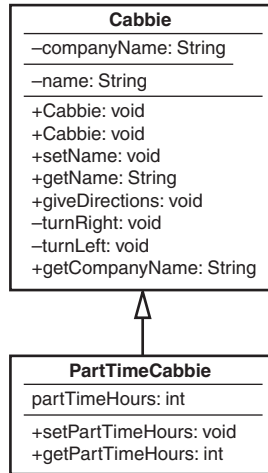 Cabbie
–companyName: String
–name: String
+Cabbie: void
+Cabbie: void
+setName: void
+getName: String
+giveDirections: void
–turnRight: void
–turnLeft: void
+getCompanyName: String
PartTimeCabbie
partTimeHours: int
+setPartTimeHours: void
+getPartTimeHours: int